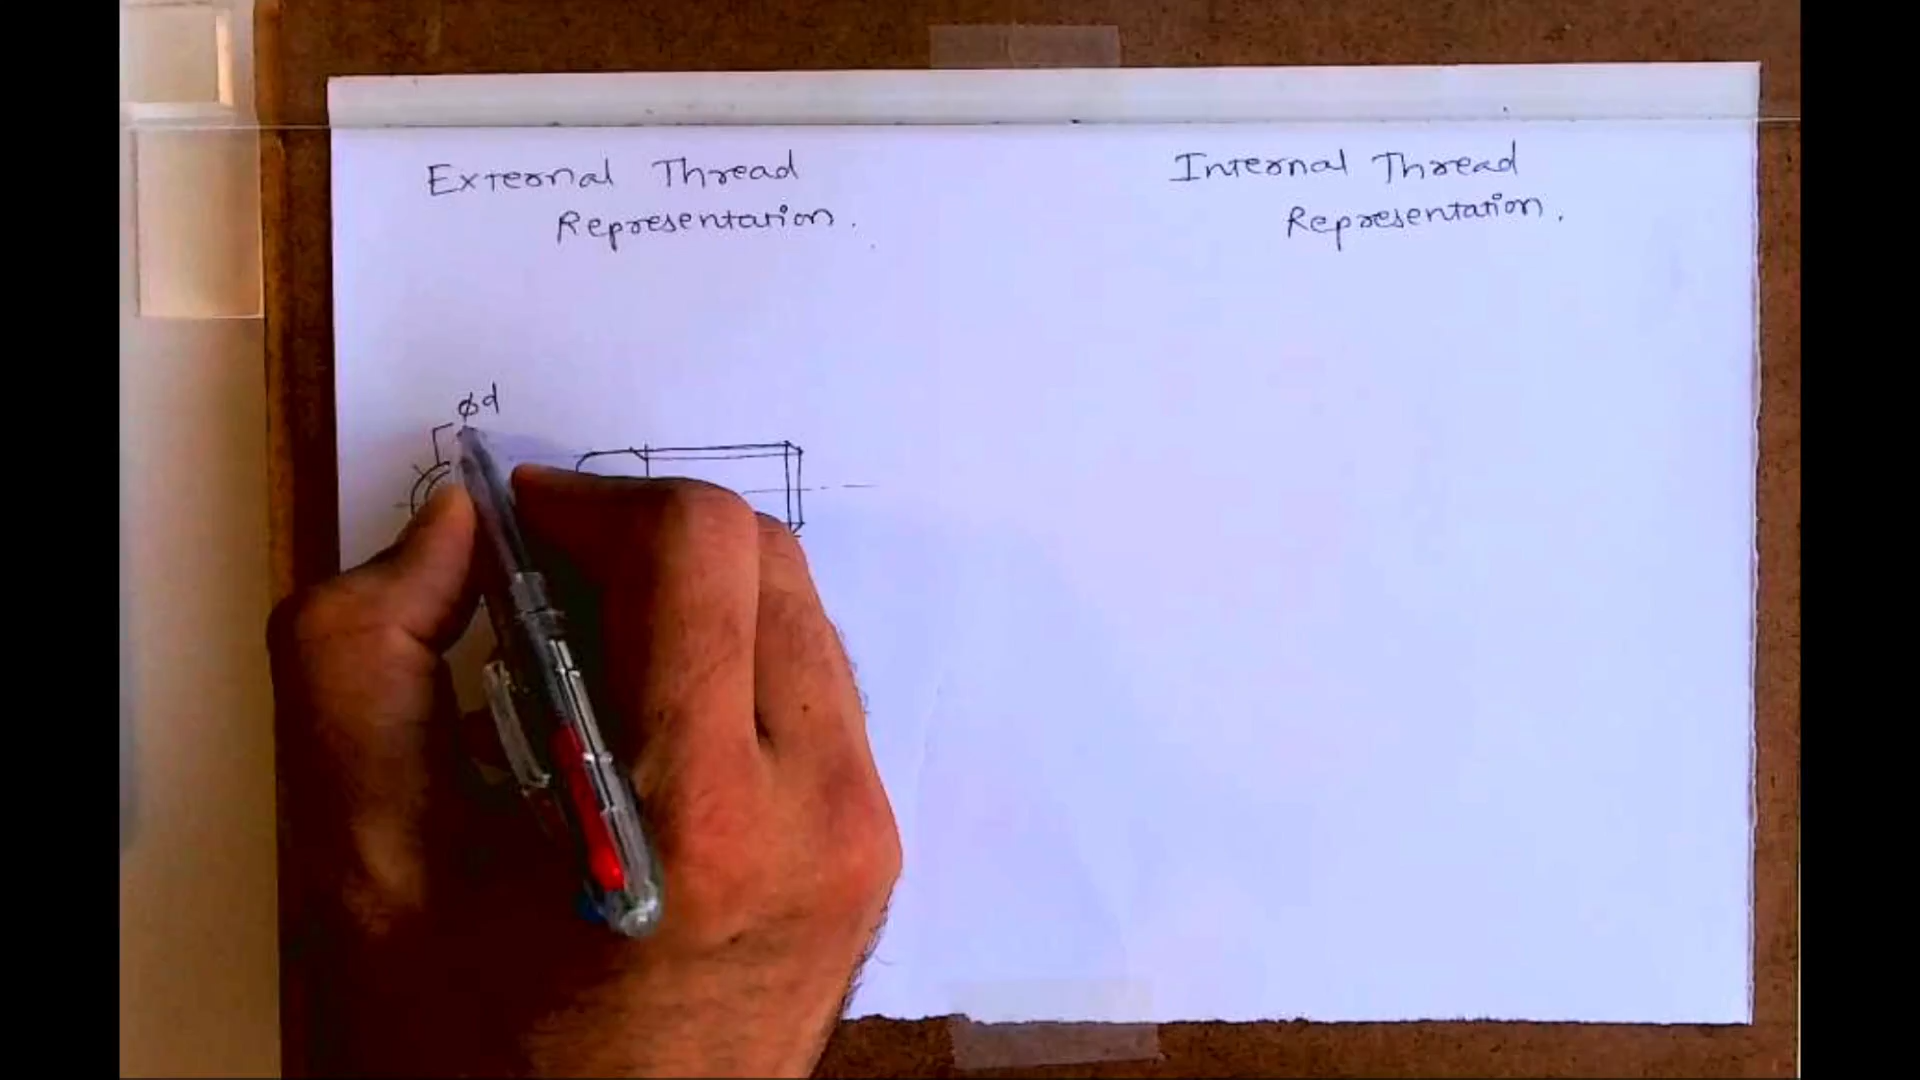 External Thread
Representation.
Internal Thread
Representation.
ϕd